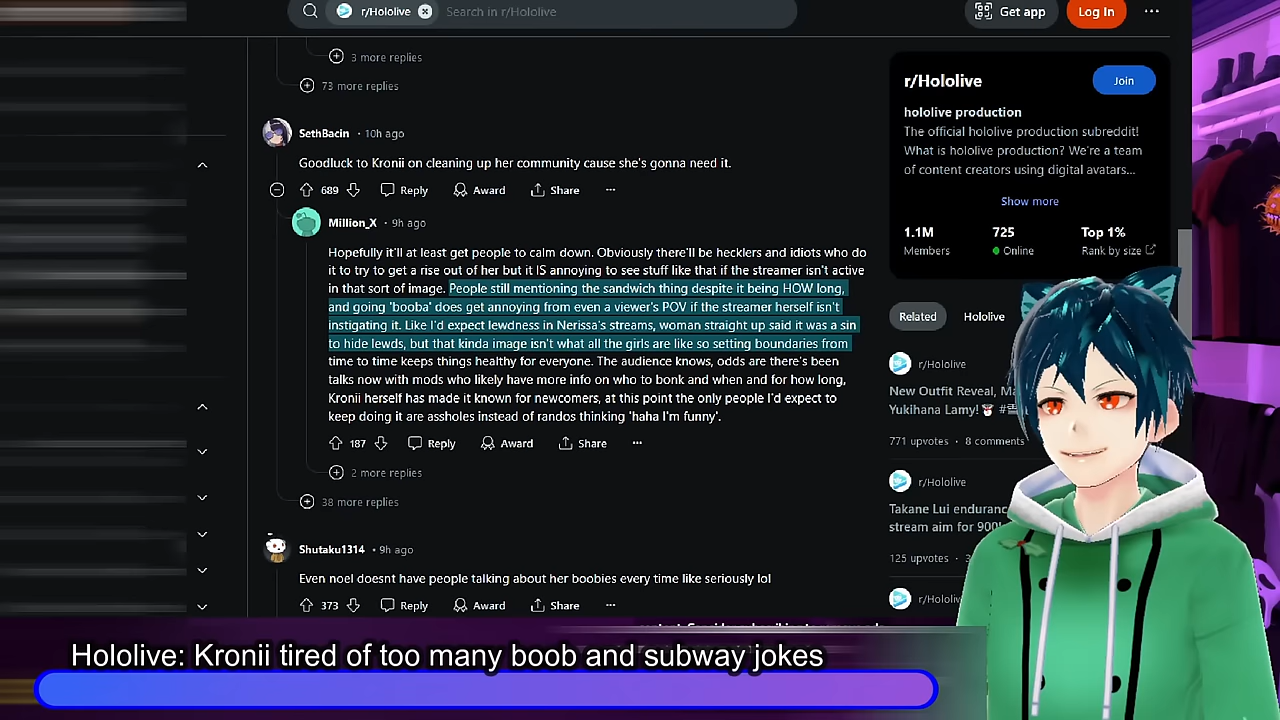 r/Hololive
Search in r/Hololive
Get app
Log In
3 more replies
73 more replies
SethBacin • 10h ago
Goodluck to Kronii on cleaning up her community cause she's gonna need it.
689 Reply Award Share
Million_X • 9h ago
Hopefully it'll at least get people to calm down. Obviously there'll be hecklers and idiots who do
it to try to get a rise out of her but it IS annoying to see stuff like that if the streamer isn't active
in that sort of image. People still mentioning the sandwich thing despite it being HOW long,
and going 'booba' does get annoying from even a viewer's POV if the streamer herself isn't
instigating it. Like I'd expect lewdness in Nerissa's streams, woman straight up said it was a sin
to hide lewds, but that kinda image isn't what all the girls are like so setting boundaries from
time to time keeps things healthy for everyone. The audience knows, odds are there's been
talks now with mods who likely have more info on who to bonk and when and for how long,
Kronii herself has made it known for newcomers, at this point the only people I'd expect to
keep doing it are assholes instead of randos thinking 'haha I'm funny'.
187 Reply Award Share
2 more replies
38 more replies
Shutaku1314 • 9h ago
Even noel doesnt have people talking about her boobies every time like seriously lol
373 Reply Award Share
r/Hololive
Join
hololive production
The official hololive production subreddit!
What is hololive production? We're a team
of content creators using digital avatars...
Show more
1.1M 725 Top 1%
Members Online Rank by size
Related Hololive
r/Hololive
New Outfit Reveal,
Yukihana Lamy!
771 upvotes • 8 comments
r/Hololive
Takane Lui
stream aim for 900
125 upvotes
Hololive: Kronii tired of too many boob and subway jokes